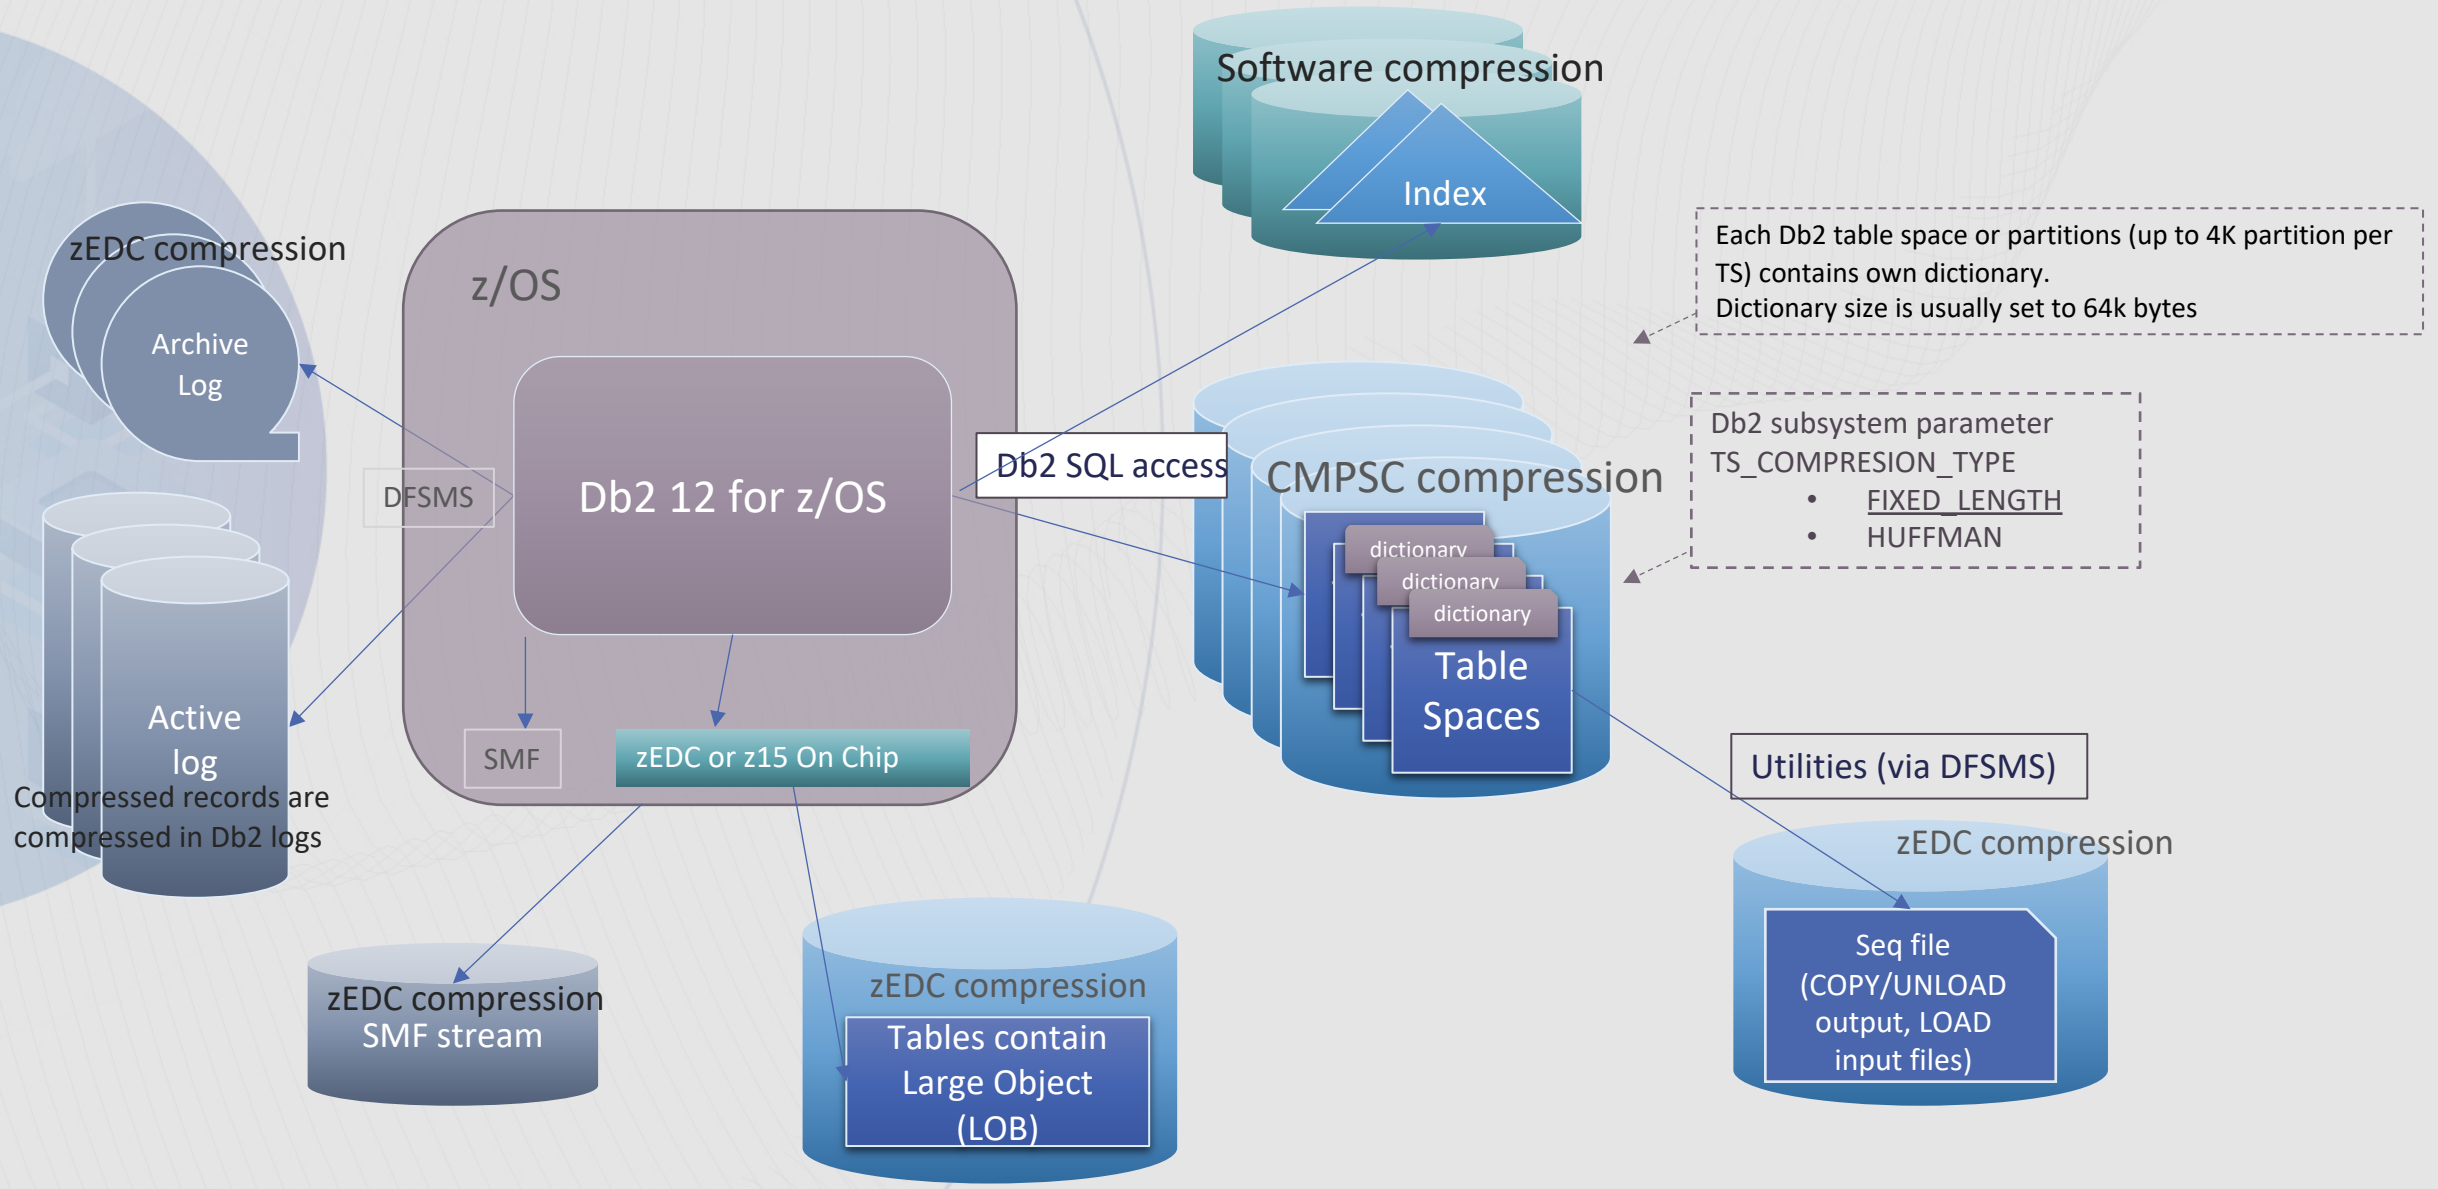 Software compression
Index
zEDC compression
Archive
Log
z/OS
Each Db2 table space or partitions (up to 4K partition per
TS) contains own dictionary.
Dictionary size is usually set to 64k bytes
DFSMS
Db2 12 for z/OS
Db2 SQL access
CMPSC compression
Db2 subsystem parameter
TS_COMPRESION_TYPE
• FIXED_LENGTH
• HUFFMAN
dictionary
dictionary
dictionary
Table
Spaces
Active
log
Compressed records are
compressed in Db2 logs
SMF
zEDC or z15 On Chip
Utilities (via DFSMS)
zEDC compression
Seq file
(COPY/UNLOAD
output, LOAD
input files)
zEDC compression
SMF stream
zEDC compression
Tables contain
Large Object
(LOB)